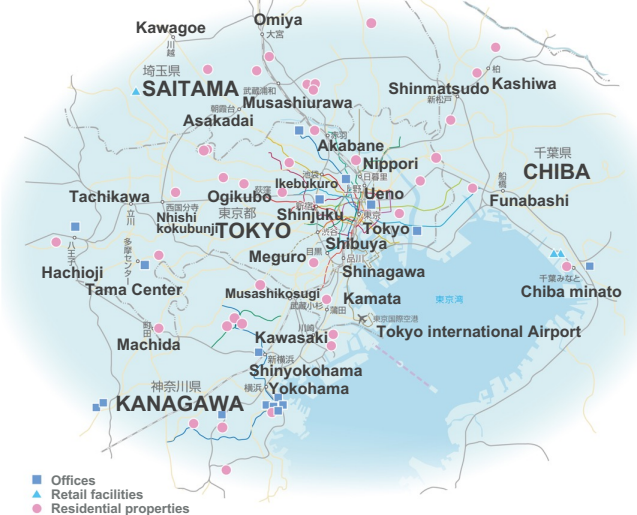 Omiya
Kawagoe
大宮
川越
埼玉県
SAITAMA
武蔵浦和
Musashiurawa
朝霞台
Asakadai
柏
Kashiwa
Shinmatsudo
新松戸
赤羽
Akabane
Nippori
日暮里
千葉県
CHIBA
船橋
Funabashi
池袋
Ikebukuro
上野
Ueno
Tachikawa
立川
西国分寺
Nhishi
kokubunji
Ogikubo
荻窪
東京都
TOKYO
新宿
Shinjuku
東京
Tokyo
渋谷
Shibuya
八王子
Hachioji
多摩センター
Tama Center
目黒
Meguro
品川
Shinagawa
千葉みなと
Chiba minato
Musashikosugi
武蔵小杉
Kamata
蒲田
東京湾
東京国際空港
Tokyo international Airport
町田
Machida
川崎
Kawasaki
新横浜
Shinyokohama
横浜
Yokohama
神奈川県
KANAGAWA
Offices
Retail facilities
Residential properties